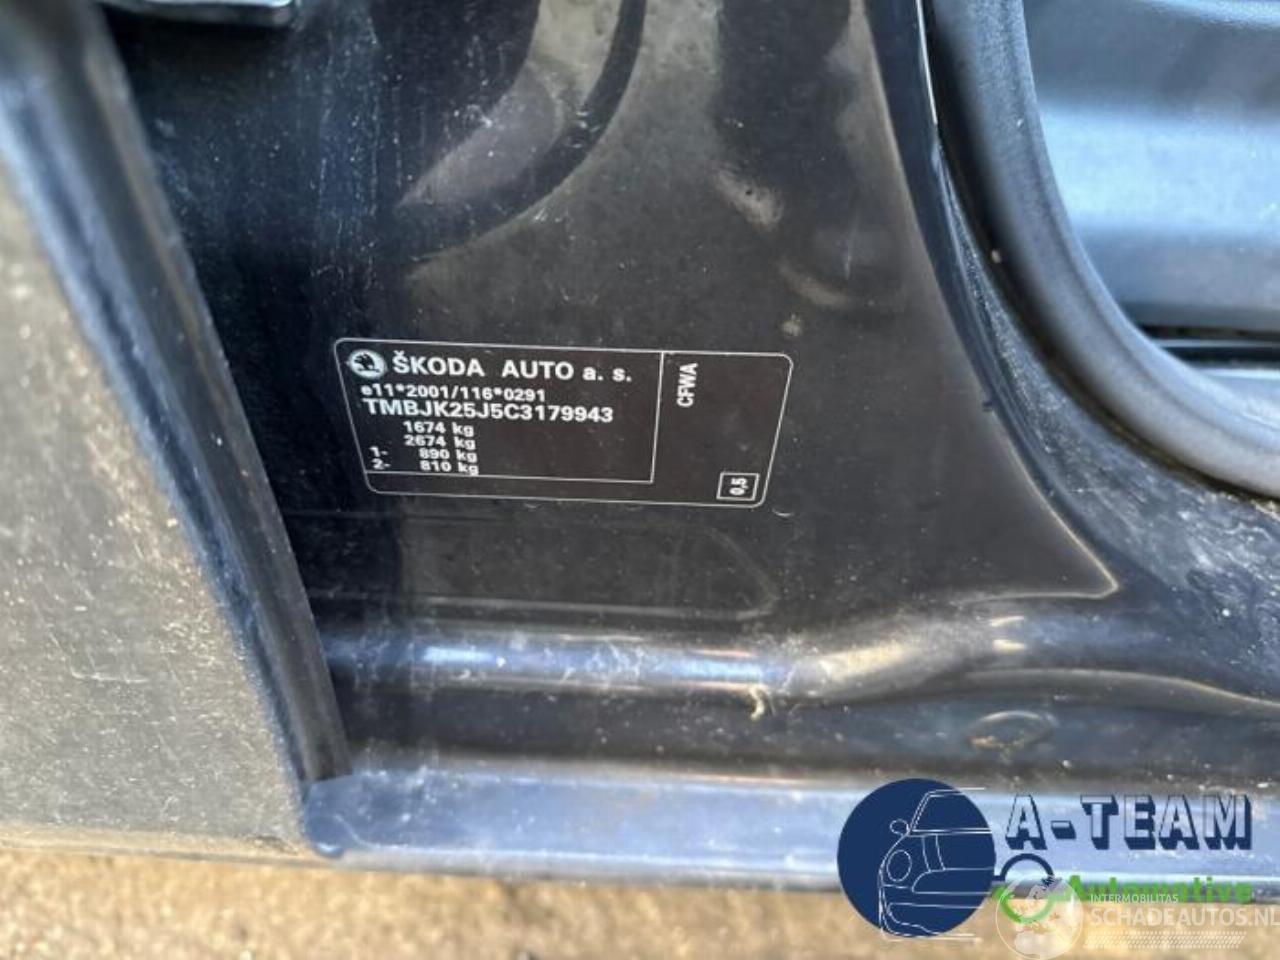 ŠKODA AUTO a. s.
e11*2001/116*0291
TMBJK25J5C3179943
1674 kg
2674 kg
1- 890 kg
2- 810 kg
CFWA
0,5
A-TEAM
Automotive
INTERMOBILITAS
SCHADEAUTOS.NL